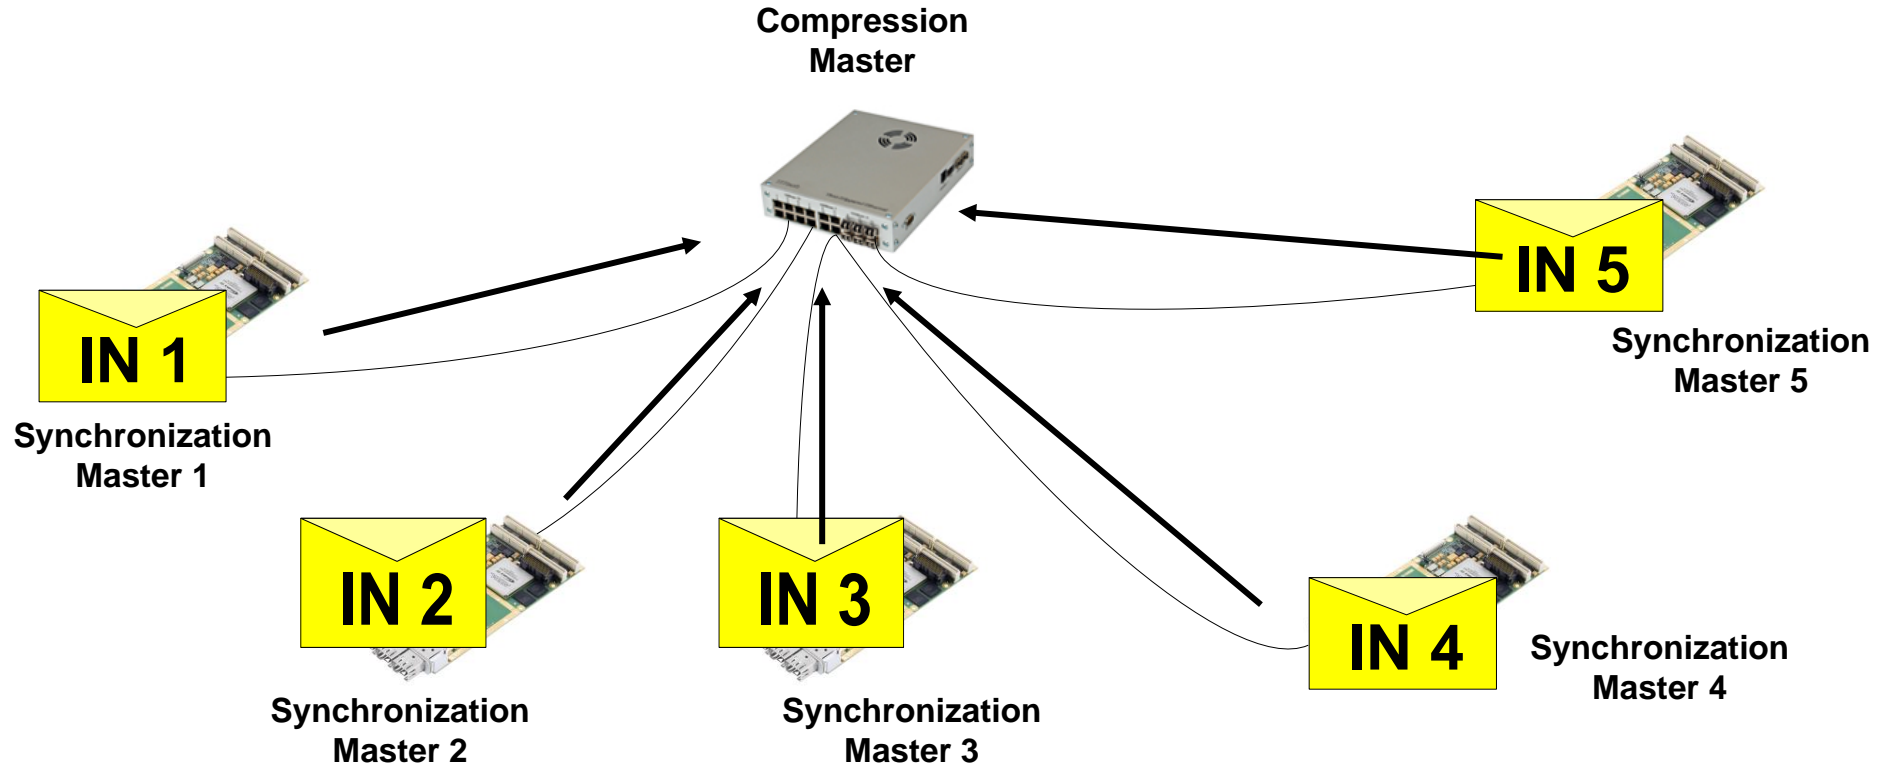 Compression
Master
IN 1
Synchronization
Master 1
IN 2
Synchronization
Master 2
IN 3
Synchronization
Master 3
IN 4
Synchronization
Master 4
IN 5
Synchronization
Master 5